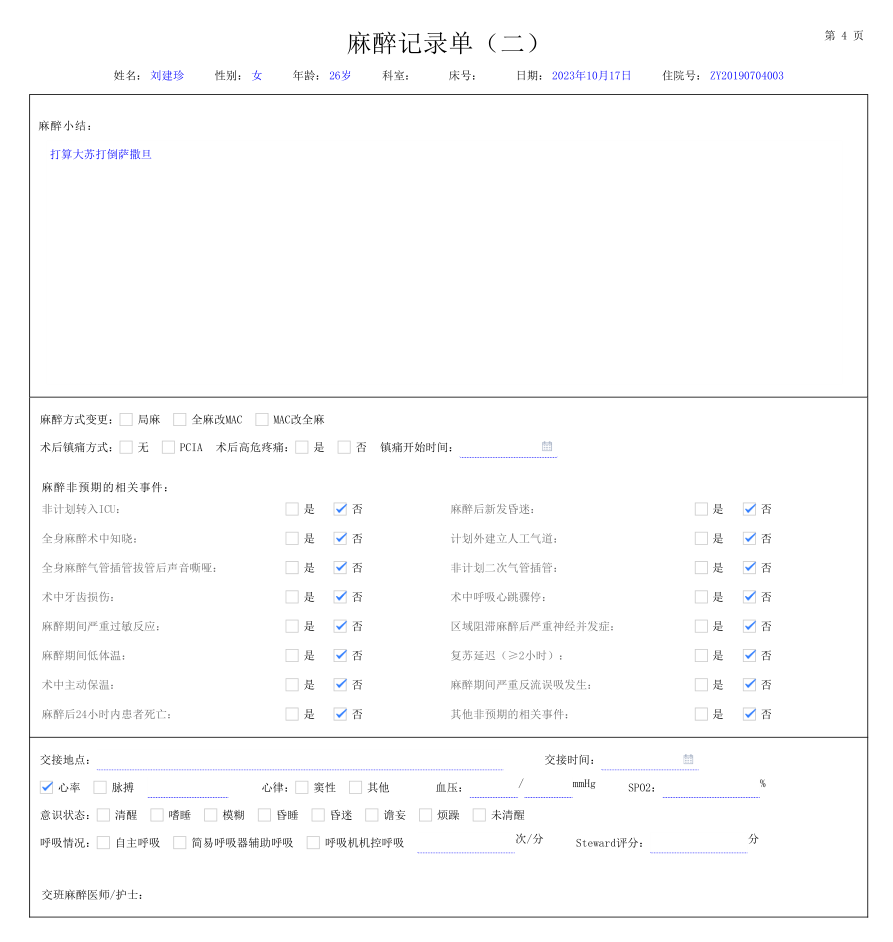 麻醉记录单（二）
第 4 页
姓名： 刘建珍 性别： 女 年龄： 26岁 科室： 床号： 日期： 2023年10月17日 住院号： ZY20190704003
麻醉小结：
打算大苏打倒萨撒旦
麻醉方式变更： 局麻 全麻改MAC MAC改全麻
术后镇痛方式： 无 PCIA 术后高危疼痛： 是 否 镇痛开始时间：
麻醉非预期的相关事件：
非计划转入ICU： 是 否 麻醉后新发昏迷： 是 否
全身麻醉术中知晓： 是 否 计划外建立人工气道： 是 否
全身麻醉气管插管拔管后声音嘶哑： 是 否 非计划二次气管插管： 是 否
术中牙齿损伤： 是 否 术中呼吸心跳骤停： 是 否
麻醉期间严重过敏反应： 是 否 区域阻滞麻醉后严重神经并发症： 是 否
麻醉期间低体温： 是 否 复苏延迟（≥2小时）： 是 否
术中主动保温： 是 否 麻醉期间严重反流误吸发生： 是 否
麻醉后24小时内患者死亡： 是 否 其他非预期的相关事件： 是 否
交接地点： 交接时间：
心率 脉搏 心律： 窦性 其他 血压： / mmHg SPO2： %
意识状态： 清醒 嗜睡 模糊 昏睡 昏迷 谵妄 烦躁 未清醒
呼吸情况： 自主呼吸 简易呼吸器辅助呼吸 呼吸机机控呼吸 次/分 Steward评分： 分
交班麻醉医师/护士：